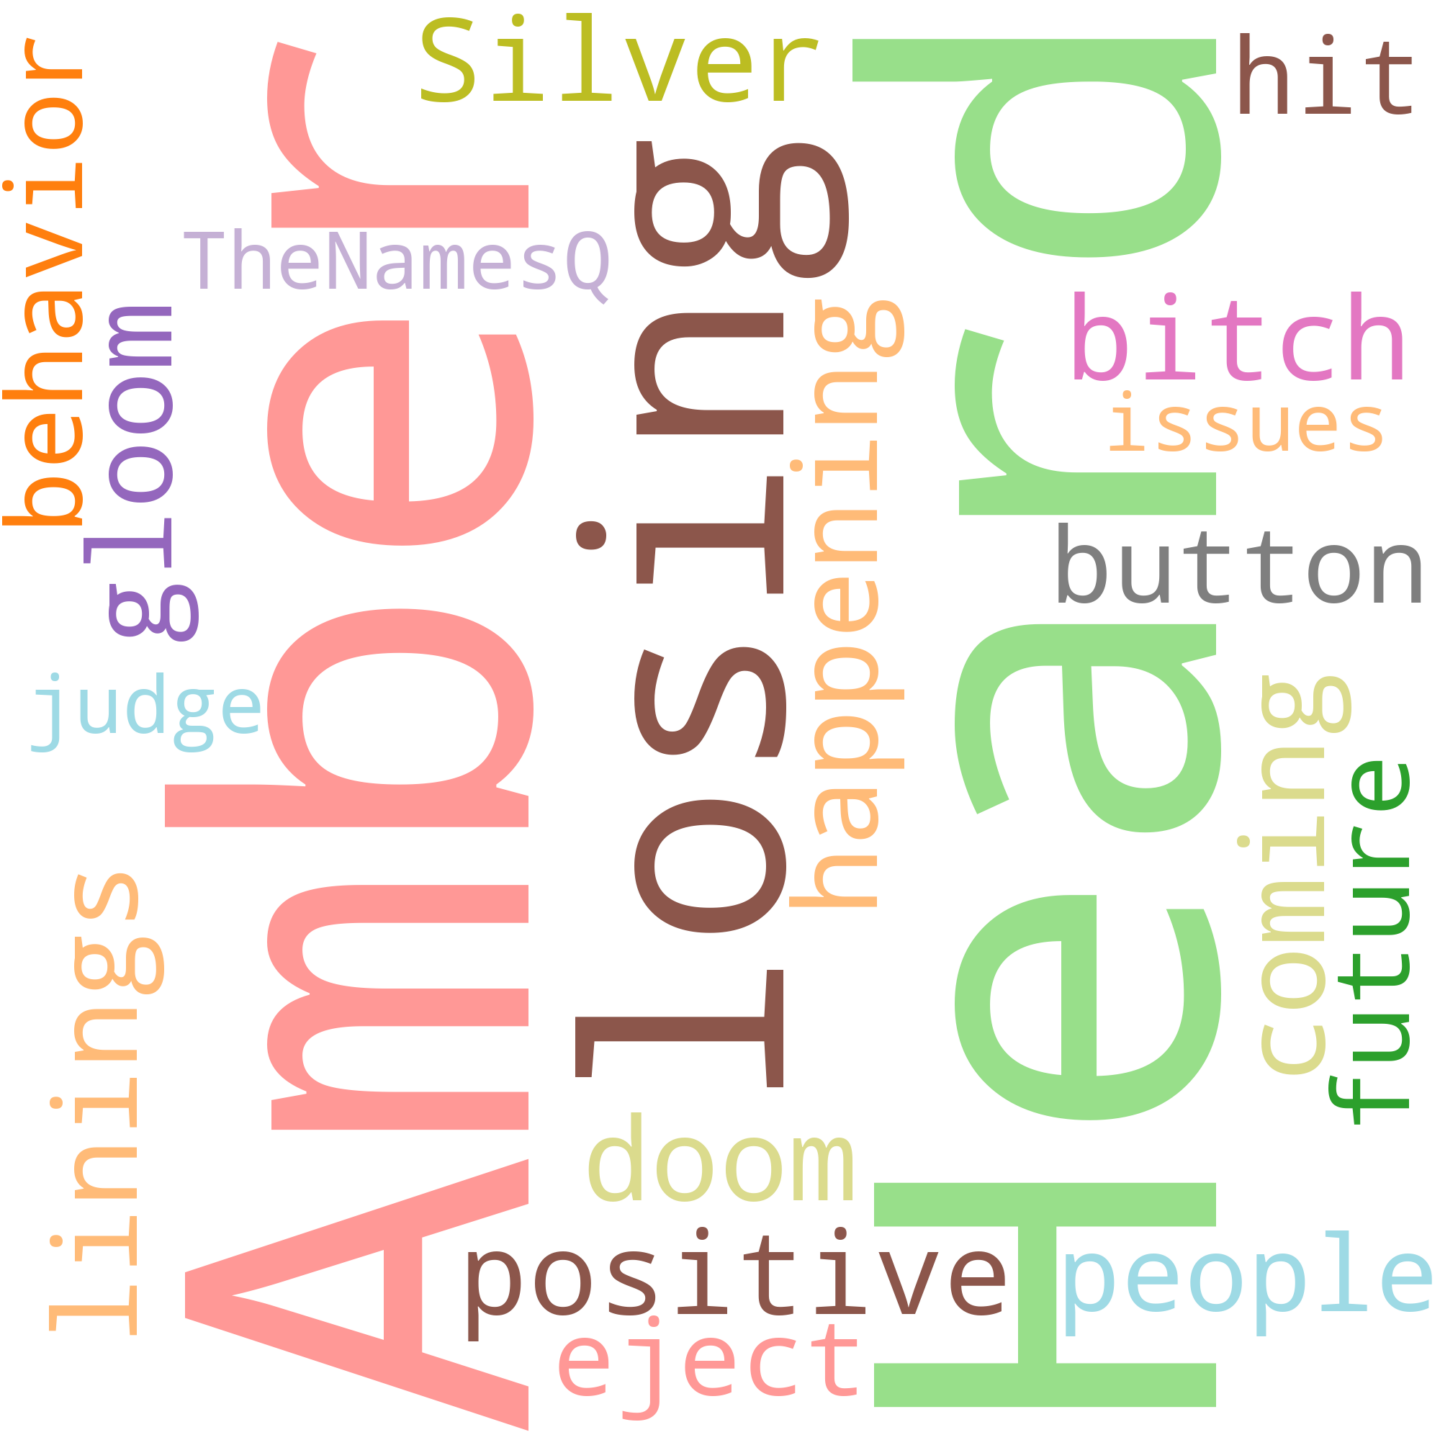 Silver
hit
behavior
Amber
losing
Heard
TheNamesQ
gloom
happening
bitch
issues
button
judge
coming
future
linings
doom
positive
people
eject